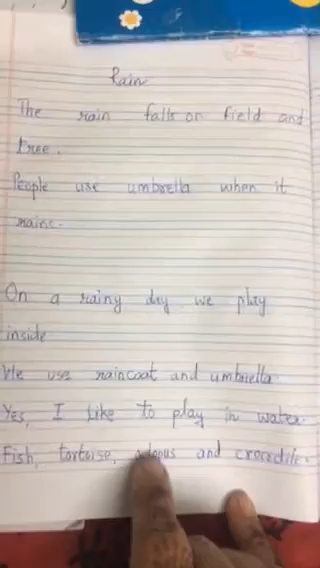 Rain
The rain falls on field and
tree.
People use umbrella when it
rains.
On a rainy day we play
inside
We use raincoat and umbrella.
Yes, I like to play in water.
Fish, tortoise, and crocodile.